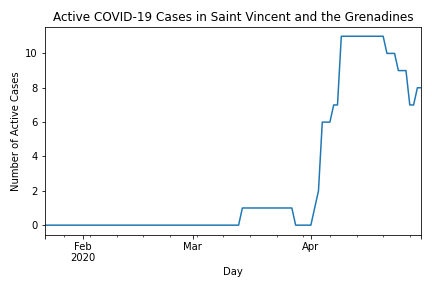 Active COVID-19 Cases in Saint Vincent and the Grenadines
Number of Active Cases
10
8
6
4
2
0
Feb
2020
Mar
Apr
Day